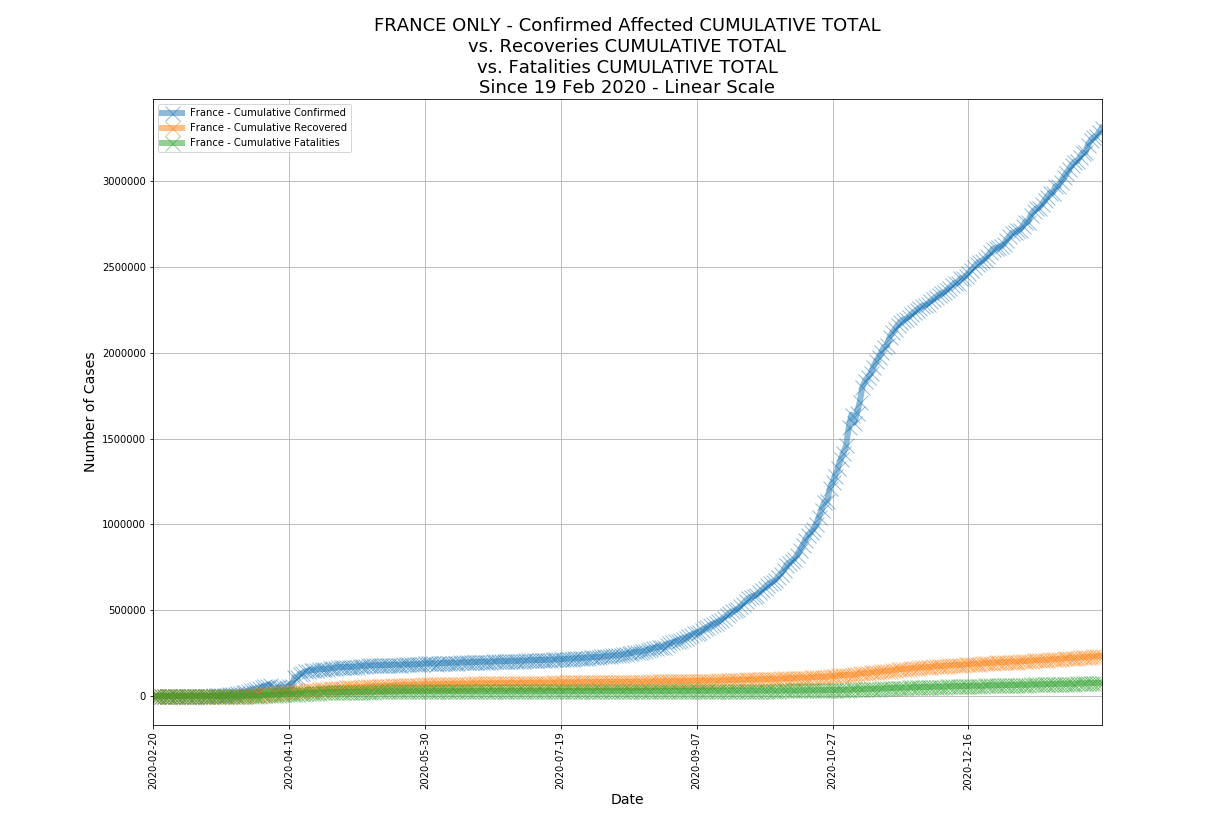 FRANCE ONLY - Confirmed Affected CUMULATIVE TOTAL
vs. Recoveries CUMULATIVE TOTAL
vs. Fatalities CUMULATIVE TOTAL
Since 19 Feb 2020 - Linear Scale
France - Cumulative Confirmed
France - Cumulative Recovered
France - Cumulative Fatalities
Number of Cases
3000000
2500000
2000000
1500000
1000000
500000
0
2020-02-20
2020-04-10
2020-05-30
2020-07-19
2020-09-07
2020-10-27
2020-12-16
Date